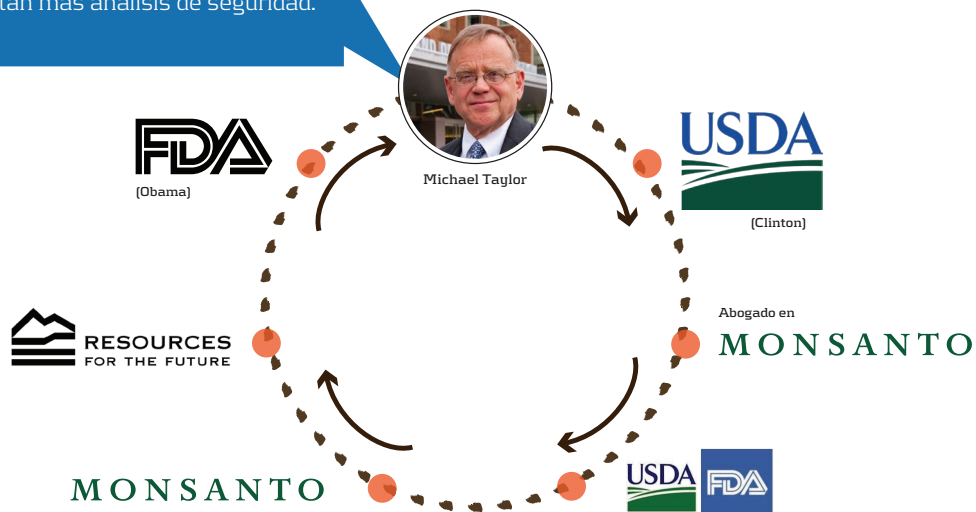 tan más análisis de seguridad.
Michael Taylor
FDA
(Obama)
USDA
(Clinton)
Abogado en
MONSANTO
RESOURCES
FOR THE FUTURE
MONSANTO
USDA
FDA